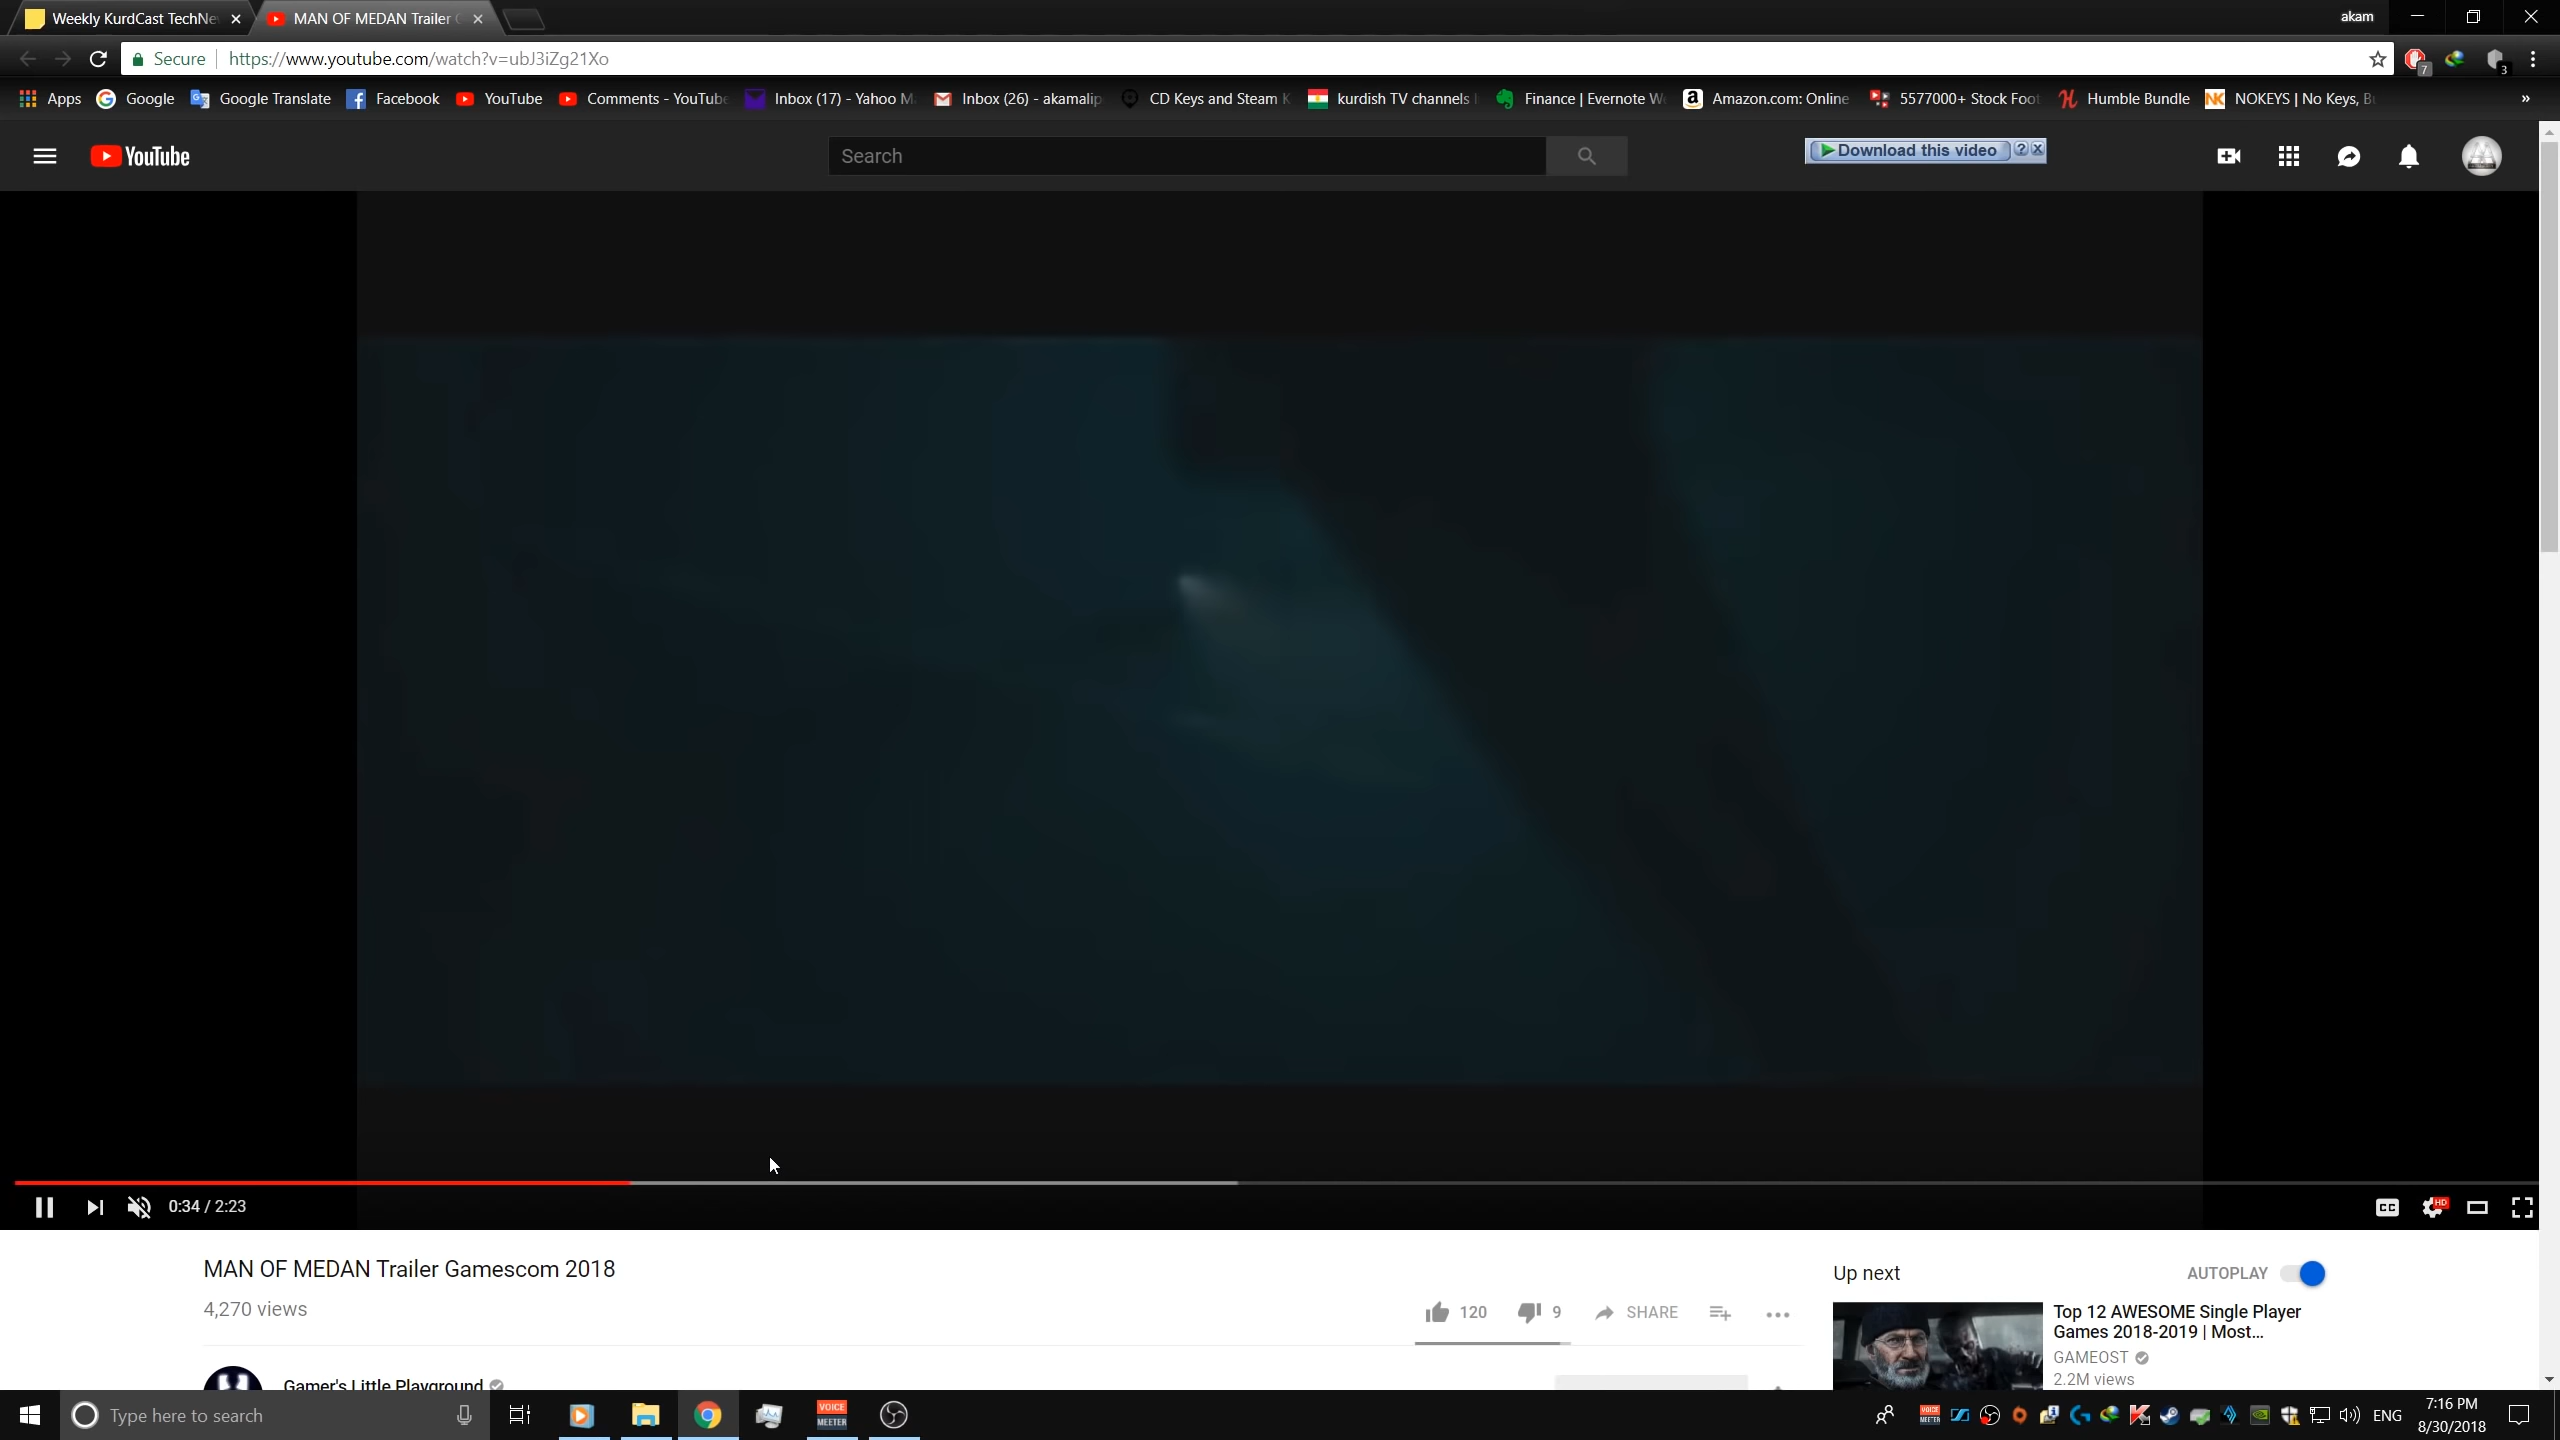 Weekly KurdCast TechNe
MAN OF MEDAN Trailer
akam
Secure
https://www.youtube.com/watch?v=ubJ3iZg21Xo
7
3
Apps
Google
Google Translate
Facebook
YouTube
Comments - YouTube
Inbox (17) - Yahoo M
Inbox (26) - akamalip
CD Keys and Steam K
kurdish TV channels
Finance | Evernote W
Amazon.com: Online
5577000+ Stock Foot
Humble Bundle
NOKEYS | No Keys, B
»
YouTube
Search
Download this video
0:34 / 2:23
CC
HD
MAN OF MEDAN Trailer Gamescom 2018
4,270 views
120
9
SHARE
Gamer's Little Playground
Up next
AUTOPLAY
Top 12 AWESOME Single Player
Games 2018-2019 | Most...
GAMEOST
2.2M views
Type here to search
VOICE
MEETER
ENG
7:16 PM
8/30/2018